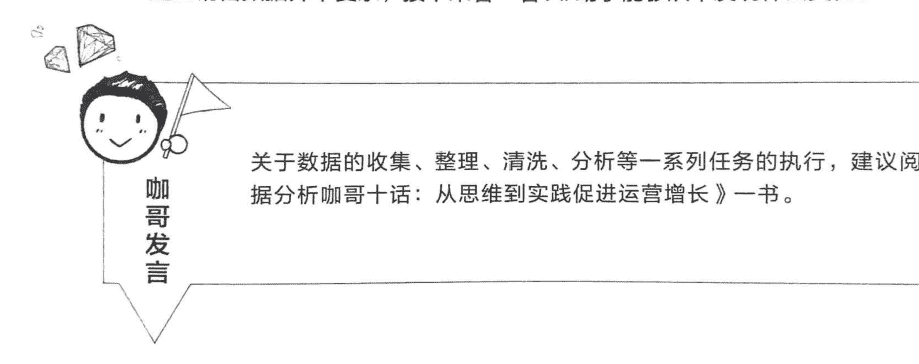 关于数据的收集、整理、清洗、分析等一系列任务的执行，建议阅
据分析咖哥十话：从思维到实践促进运营增长》一书。
咖哥发言